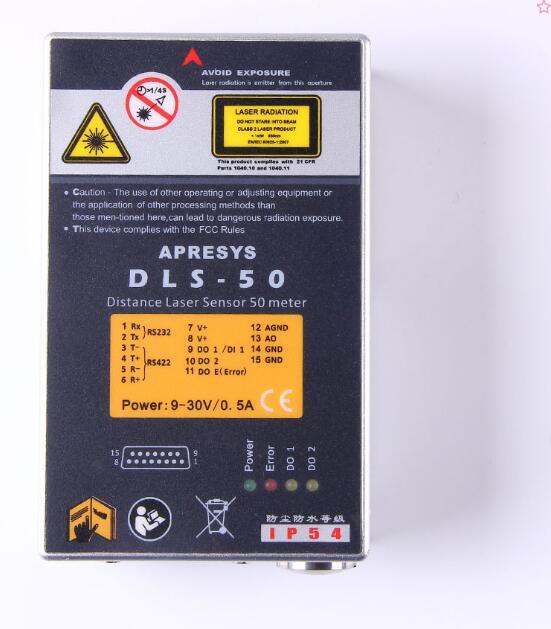 AVOID EXPOSURE
Laser radiation is emitter from this aperture
>1/4S
LASER RADIATION
DO NOT STARE INTO BEAM
CLASS 2 LASER PRODUCT
This product complies with 21 CFR
Parts 1040.10 and 1040.11
• Caution - The use of other operating or adjusting equipment or
the application of other processing methods than
those men-tioned here,can lead to dangerous radiation exposure.
• This device complies with the FCC Rules
APRESYS
DLS-50
Distance Laser Sensor 50 meter
1 Rx
2 Tx
RS232
3 T-
4 T+
5 R-
6 R+
RS422
7 V+
8 V+
9 DO 1 /DI 1
10 DO 2
11 DO E(Error)
12 AGND
13 AO
14 GND
15 GND
Power: 9-30V/0.5A CE
15 9
8 1
Power
Error
DO 1
DO 2
防尘防水等级
IP54